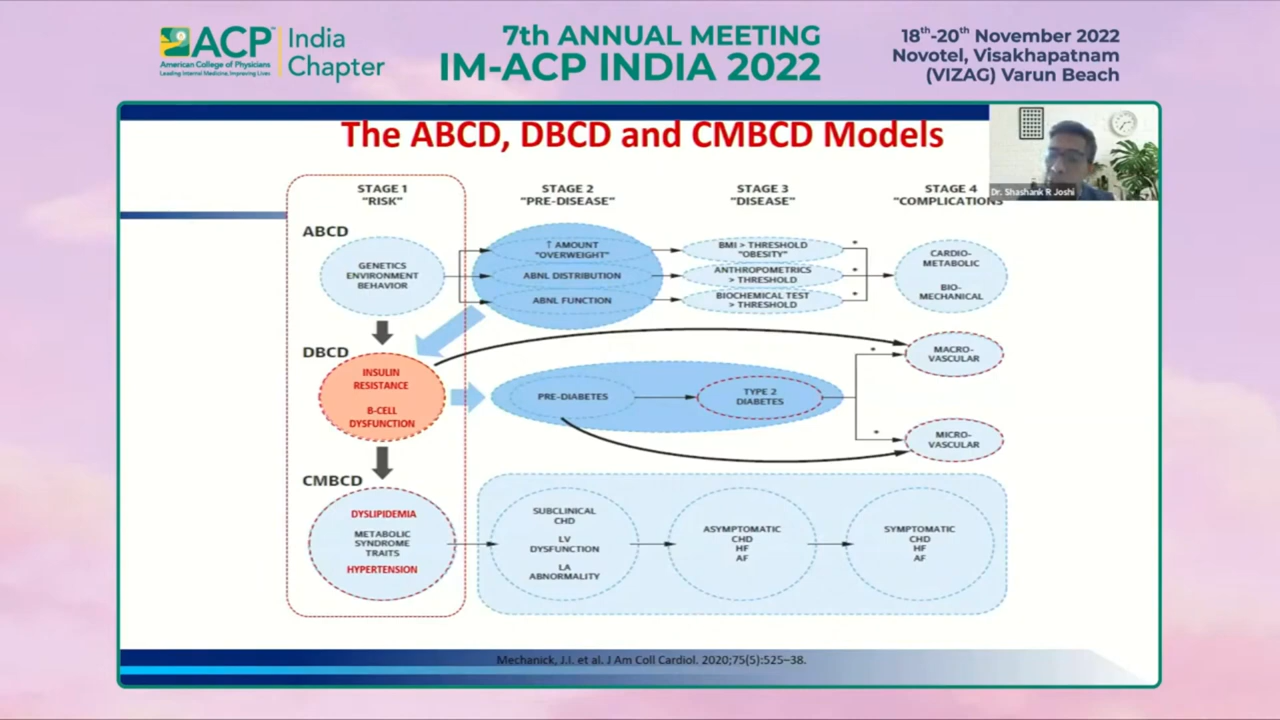 ACP
American College of Physicians
Leading Internal Medicine, Improving Lives
India
Chapter
7th ANNUAL MEETING
IM-ACP INDIA 2022
18th-20th November 2022
Novotel, Visakhapatnam
(VIZAG) Varun Beach
The ABCD, DBCD and CMBCD Models
Dr. Shashank R Joshi
STAGE 1
"RISK"
STAGE 2
"PRE-DISEASE"
STAGE 3
"DISEASE"
STAGE 4
"COMPLICATIONS
ABCD
GENETICS
ENVIRONMENT
BEHAVIOR
↑ AMOUNT
"OVERWEIGHT"
ABNL DISTRIBUTION
ABNL FUNCTION
BMI > THRESHOLD
"OBESITY"
ANTHROPOMETRICS
> THRESHOLD
BIOCHEMICAL TEST
> THRESHOLD
*
*
*
CARDIO-
METABOLIC
BIO-
MECHANICAL
DBCD
INSULIN
RESISTANCE
B-CELL
DYSFUNCTION
PRE-DIABETES
TYPE 2
DIABETES
*
*
MACRO-
VASCULAR
MICRO-
VASCULAR
CMBCD
DYSLIPIDEMIA
METABOLIC
SYNDROME
TRAITS
HYPERTENSION
SUBCLINICAL
CHD
LV
DYSFUNCTION
LA
ABNORMALITY
ASYMPTOMATIC
CHD
HF
AF
SYMPTOMATIC
CHD
HF
AF
Mechanick, J.I. et al. J Am Coll Cardiol. 2020;75(5):525–38.